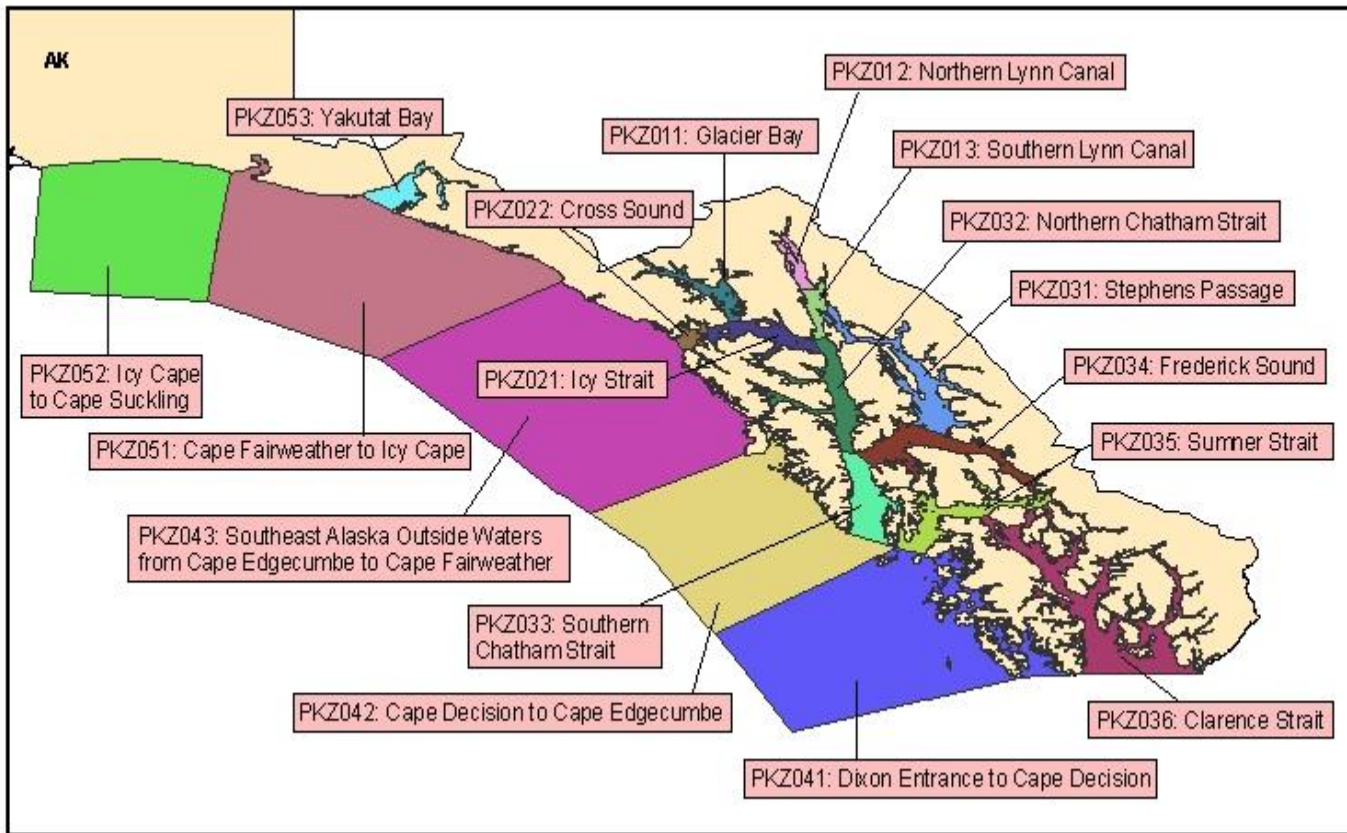 AK
PKZ012: Northern Lynn Canal
PKZ053: Yakutat Bay
PKZ011: Glacier Bay
PKZ013: Southern Lynn Canal
PKZ022: Cross Sound
PKZ032: Northern Chatham Strait
PKZ031: Stephens Passage
PKZ034: Frederick Sound
PKZ052: Icy Cape
to Cape Suckling
PKZ021: Icy Strait
PKZ035: Sumner Strait
PKZ051: Cape Fairweather to Icy Cape
PKZ043: Southeast Alaska Outside Waters
from Cape Edgecumbe to Cape Fairweather
PKZ033: Southern
Chatham Strait
PKZ042: Cape Decision to Cape Edgecumbe
PKZ036: Clarence Strait
PKZ041: Dixon Entrance to Cape Decision